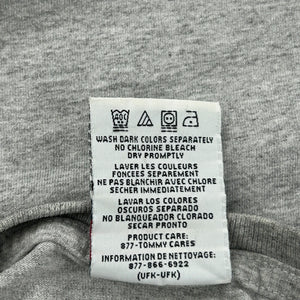 WASH DARK COLORS SEPARATELY
NO CHLORINE BLEACH
DRY PROMPTLY
LAVER LES COULEURS
FONCÉES SEPAREMENT
NE PAS BLANCHIR AVEC CHLORE
SECHER IMMEDIATEMENT
LAVAR LOS COLORES
OSCUROS SEPARADO
NO BLANQUEADOR CLORADO
SECAR PRONTO
PRODUCT CARE:
877-TOMMY CARES
INFORMATION DE NETTOYAGE:
877-866-6922
(UFK-UFK)